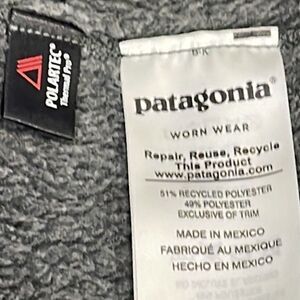 POLARTEC®
Thermal Pro®
patagonia®
WORN WEAR
Repair, Reuse, Recycle
This Product
www.patagonia.com
51% RECYCLED POLYESTER
49% POLYESTER
EXCLUSIVE OF TRIM
MADE IN MEXICO
FABRIQUÉ AU MEXIQUE
HECHO EN MEXICO